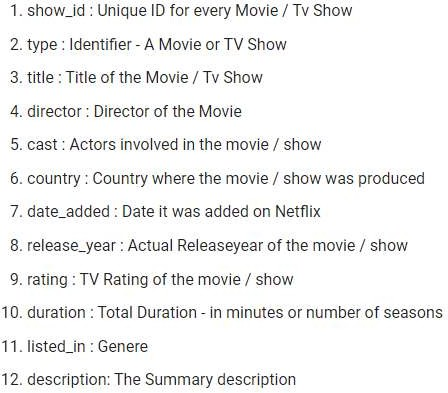 1. show_id : Unique ID for every Movie / Tv Show
2. type : Identifier - A Movie or TV Show
3. title : Title of the Movie / Tv Show
4. director : Director of the Movie
5. cast : Actors involved in the movie / show
6. country : Country where the movie / show was produced
7. date_added : Date it was added on Netflix
8. release_year : Actual Releaseyear of the movie / show
9. rating : TV Rating of the movie / show
10. duration : Total Duration - in minutes or number of seasons
11. listed_in : Genere
12. description: The Summary description